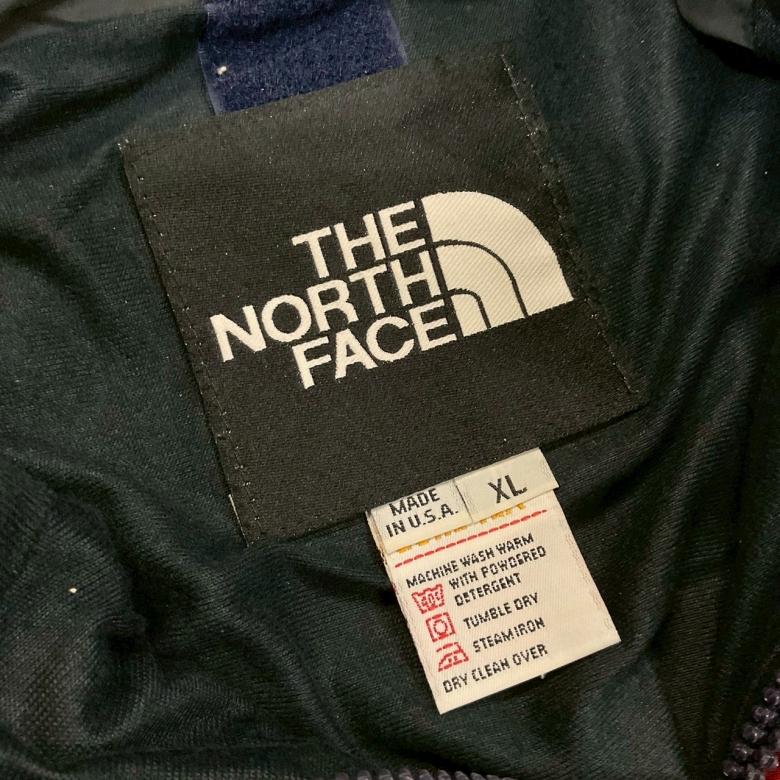 THE
NORTH
FACE
MADE
IN U.S.A.
XL
MACHINE WASH WARM
WITH POWDERED
DETERGENT
40C
TUMBLE DRY
STEAM IRON
DRY CLEAN OVER